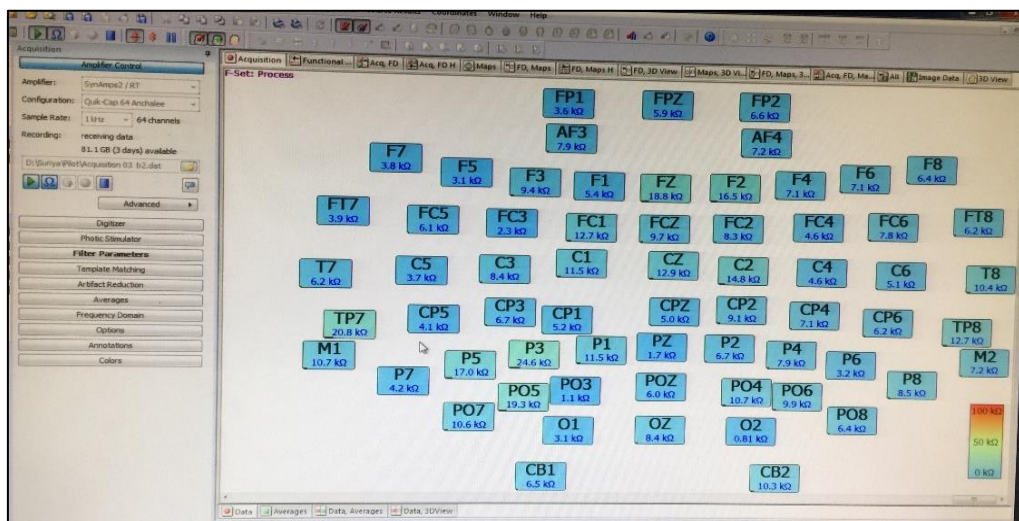 Coordinates Window Help
Acquisition
Amplifier Control
Amplifier: SynAmps2 / RT
Configuration: Quik-Cap 64 Anchalee
Sample Rate: 1 kHz 64 channels
Recording: receiving data
81.1GB (3 days) available
D:\Suriya\Pilot\Acquisition 03_b2.dat
Advanced
Digitizer
Photic Stimulator
Filter Parameters
Template Matching
Artifact Reduction
Averages
Frequency Domain
Options
Annotations
Colors
Acquisition Functional ... Acq, FD Acq, FD H Maps FD, Maps FD, Maps H FD, 3D View Maps, 3D Vi... FD, Maps, 3... Acq, FD, Ma... All Image Data 3D View
F-Set: Process
FP1 FPZ FP2
3.6 kΩ 5.9 kΩ 6.6 kΩ
AF3 AF4
7.9 kΩ 7.2 kΩ
F7 F5 F3 F1 FZ F2 F4 F6 F8
3.8 kΩ 3.1 kΩ 9.4 kΩ 5.4 kΩ 18.8 kΩ 16.5 kΩ 7.1 kΩ 7.1 kΩ 6.4 kΩ
FT7 FC5 FC3 FC1 FCZ FC2 FC4 FC6 FT8
3.9 kΩ 6.1 kΩ 2.3 kΩ 12.7 kΩ 9.7 kΩ 8.3 kΩ 4.6 kΩ 7.8 kΩ 6.2 kΩ
T7 C5 C3 C1 CZ C2 C4 C6 T8
6.2 kΩ 3.7 kΩ 8.4 kΩ 11.5 kΩ 12.9 kΩ 14.8 kΩ 4.6 kΩ 5.1 kΩ 10.4 kΩ
TP7 CP5 CP3 CP1 CPZ CP2 CP4 CP6 TP8
20.8 kΩ 4.1 kΩ 6.7 kΩ 5.2 kΩ 5.0 kΩ 9.1 kΩ 7.1 kΩ 6.2 kΩ 12.7 kΩ
M1 P7 P5 P3 P1 PZ P2 P4 P6 P8 M2
10.7 kΩ 4.2 kΩ 17.0 kΩ 24.6 kΩ 11.5 kΩ 1.7 kΩ 6.7 kΩ 7.9 kΩ 3.2 kΩ 8.5 kΩ 7.2 kΩ
PO7 PO5 PO3 POZ PO4 PO6 PO8
10.6 kΩ 19.3 kΩ 1.1 kΩ 6.0 kΩ 10.7 kΩ 9.9 kΩ 6.4 kΩ
O1 OZ O2
3.1 kΩ 8.4 kΩ 0.81 kΩ
CB1 CB2
6.5 kΩ 10.3 kΩ
100 kΩ
50 kΩ
0 kΩ
Data Averages Data, Averages Data, 3DView